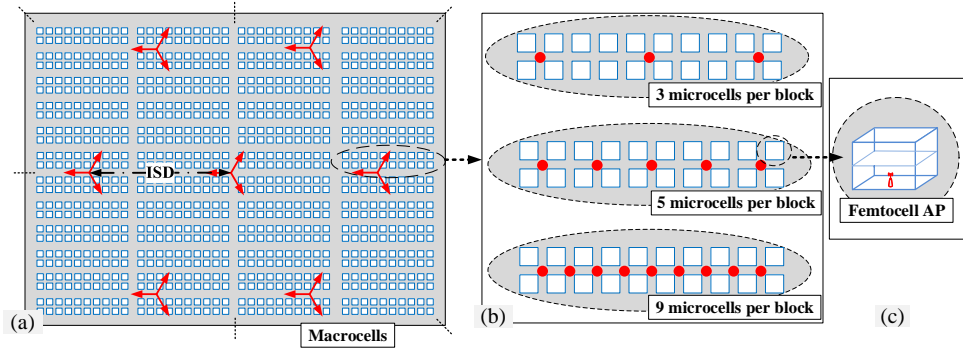 ISD
(a)
Macrocells
3 microcells per block
5 microcells per block
9 microcells per block
(b)
Femtocell AP
(c)